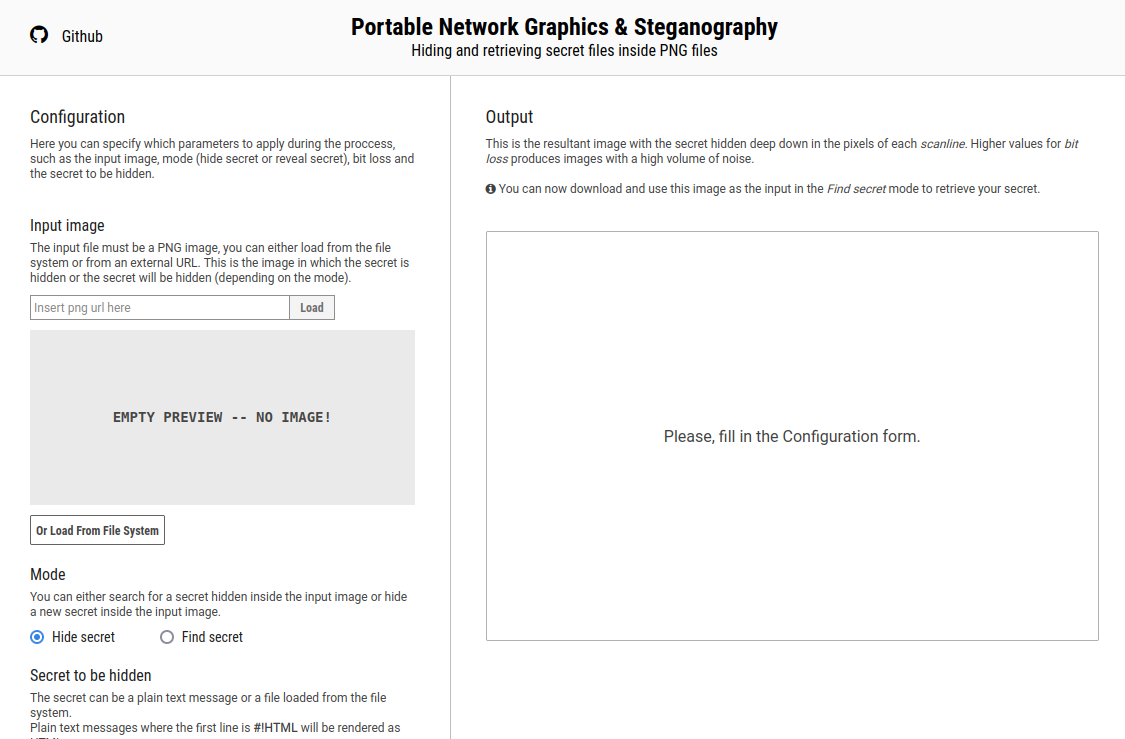 Github
Portable Network Graphics & Steganography
Hiding and retrieving secret files inside PNG files
Configuration
Here you can specify which parameters to apply during the proccess,
such as the input image, mode (hide secret or reveal secret), bit loss and
the secret to be hidden.
Input image
The input file must be a PNG image, you can either load from the file
system or from an external URL. This is the image in which the secret is
hidden or the secret will be hidden (depending on the mode).
Insert png url here
Load
EMPTY PREVIEW -- NO IMAGE!
Or Load From File System
Mode
You can either search for a secret hidden inside the input image or hide
a new secret inside the input image.
Hide secret
Find secret
Secret to be hidden
The secret can be a plain text message or a file loaded from the file
system.
Plain text messages where the first line is #!HTML will be rendered as
Output
This is the resultant image with the secret hidden deep down in the pixels of each scanline. Higher values for bit
loss produces images with a high volume of noise.
You can now download and use this image as the input in the Find secret mode to retrieve your secret.
Please, fill in the Configuration form.